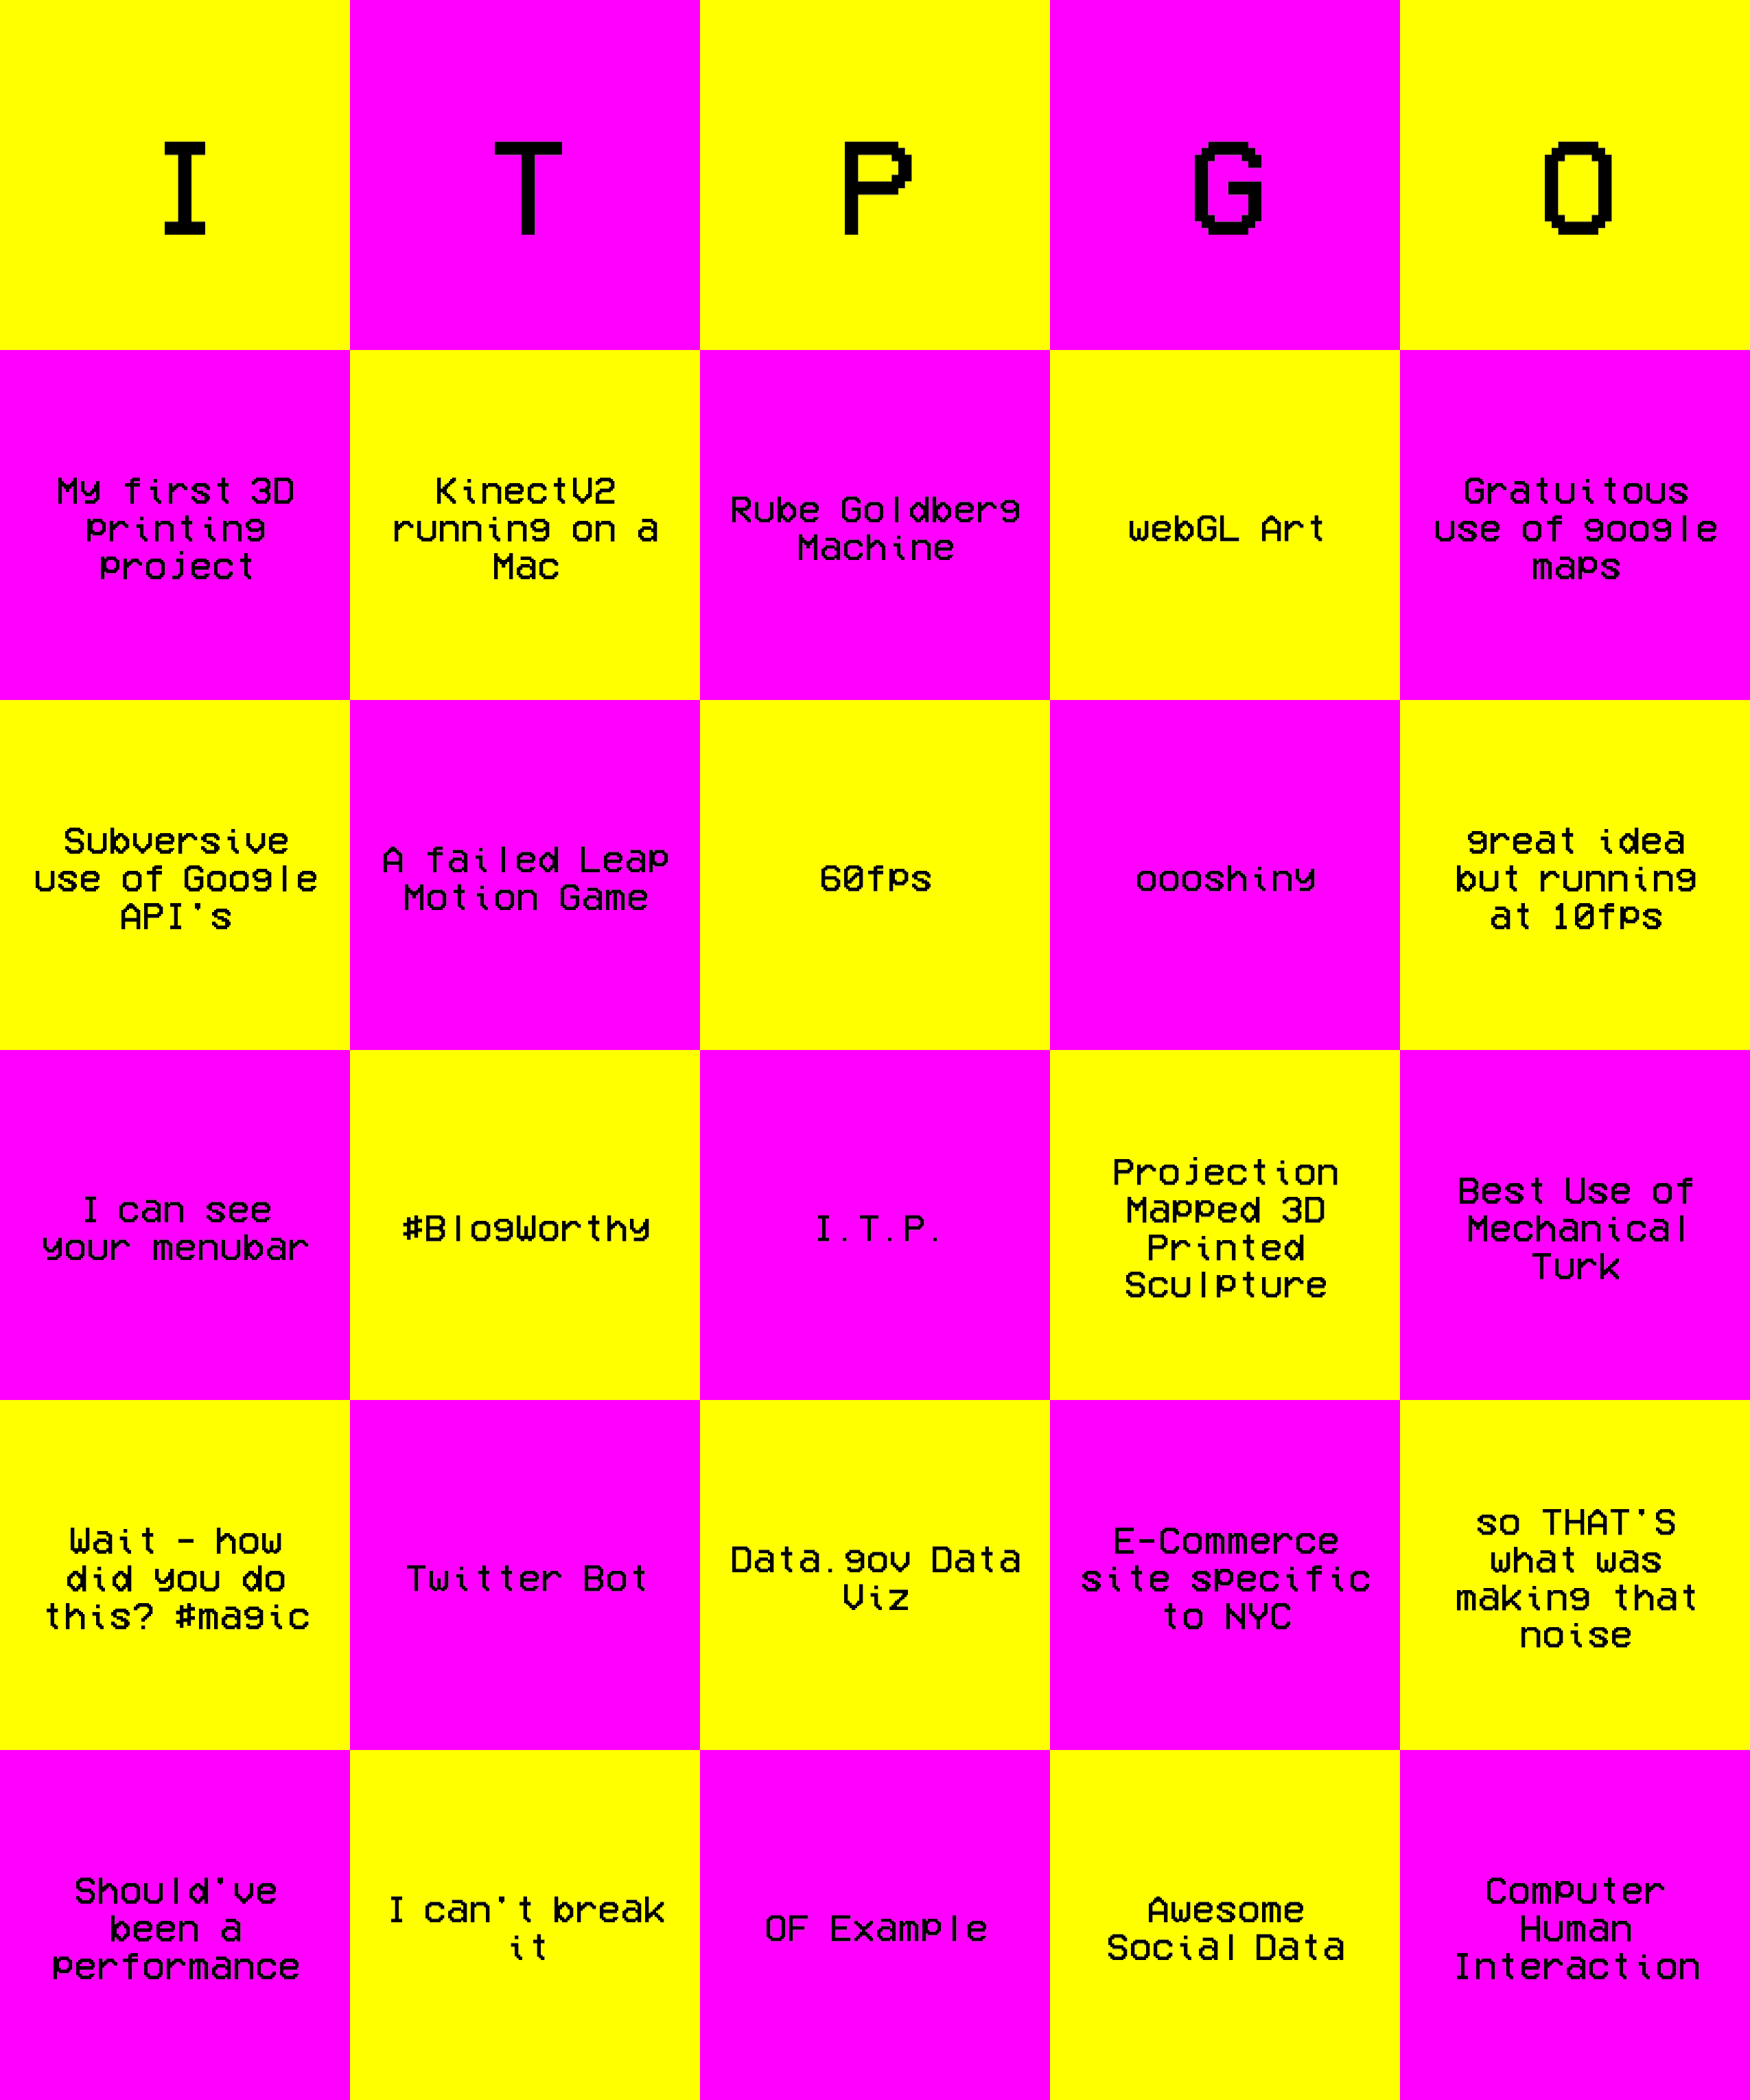 I
T
P
G
O
My first 3D
printing
project
KinectV2
running on a
Mac
Rube Goldberg
Machine
webGL Art
Gratuitous
use of google
maps
Subversive
use of Google
API's
A failed Leap
Motion Game
60fps
oooshiny
great idea
but running
at 10fps
I can see
your menubar
#BlogWorthy
I.T.P.
Projection
Mapped 3D
Printed
Sculpture
Best Use of
Mechanical
Turk
Wait - how
did you do
this? #magic
Twitter Bot
Data.gov Data
Viz
E-Commerce
site specific
to NYC
so THAT'S
what was
making that
noise
Should've
been a
performance
I can't break
it
OF Example
Awesome
Social Data
Computer
Human
Interaction